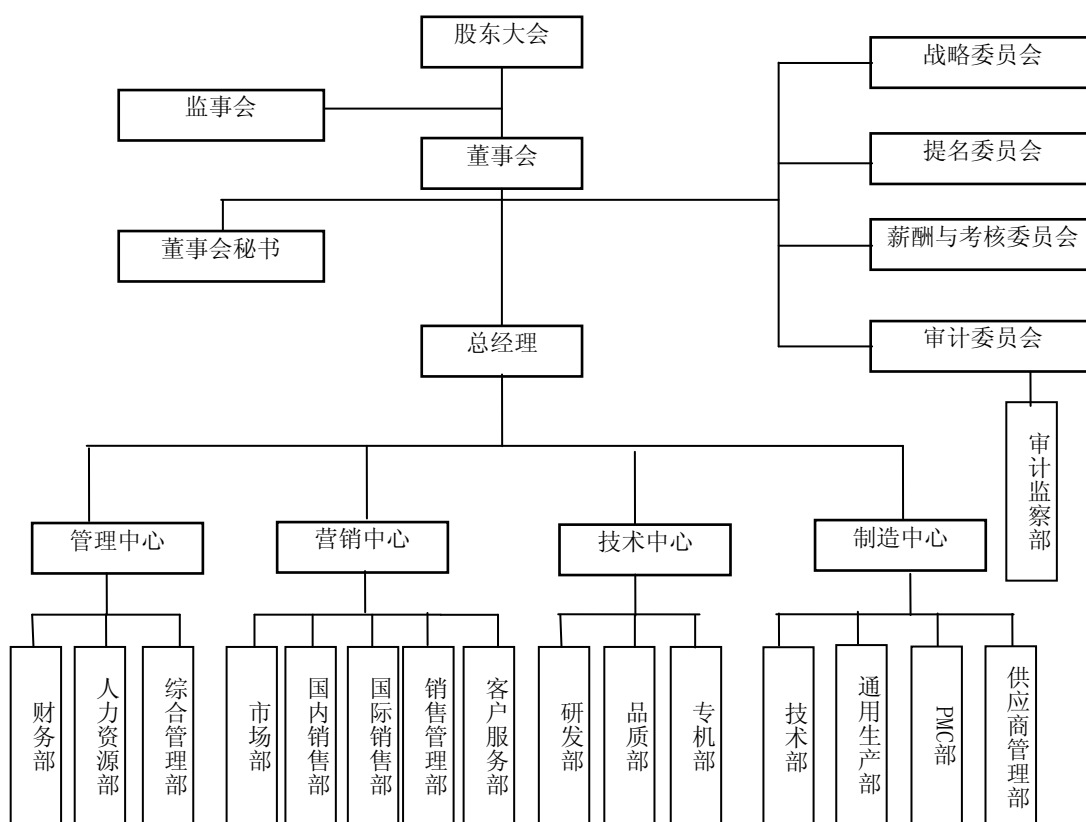 股东大会
战略委员会
监事会
董事会
提名委员会
董事会秘书
薪酬与考核委员会
总经理
审计委员会
审计监察部
管理中心
营销中心
技术中心
制造中心
财务部
人力资源部
综合管理部
市场部
国内销售部
国际销售部
销售管理部
客户服务部
研发部
品质部
专机部
技术部
通用生产部
PMC部
供应商管理部